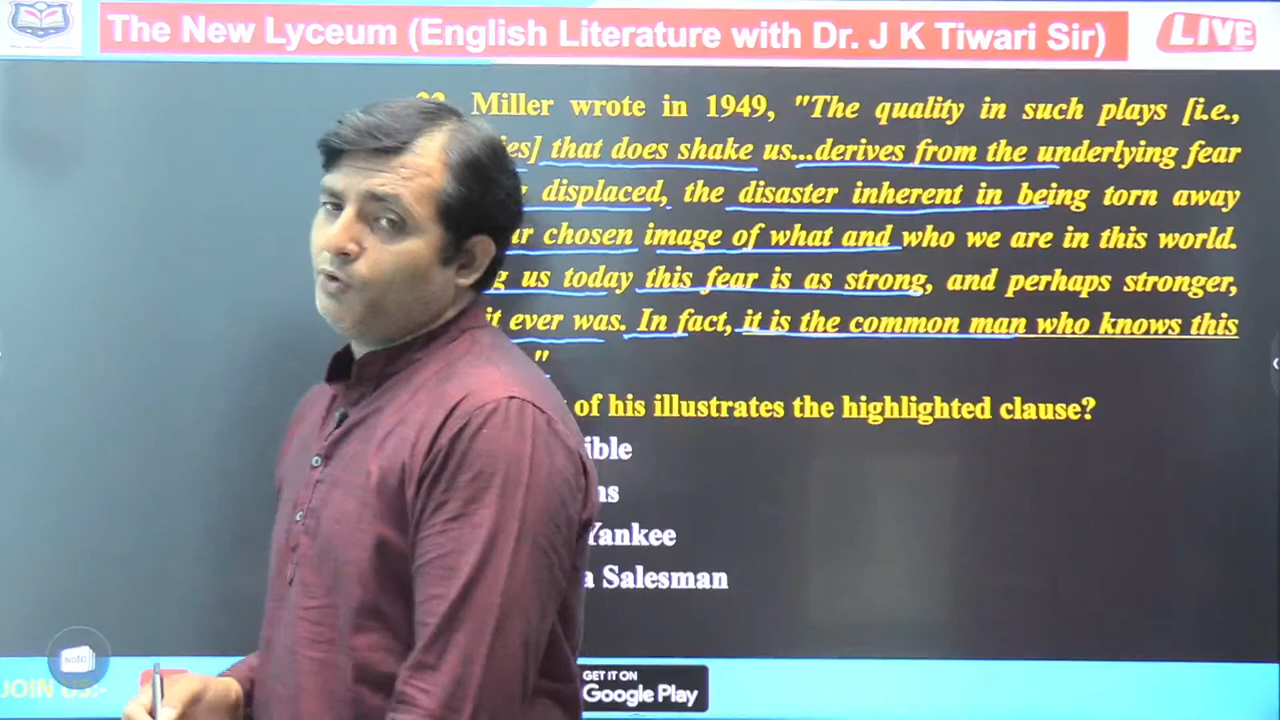 The New Lyceum (English Literature with Dr. J K Tiwari Sir)
LIVE
Miller wrote in 1949, "The quality in such plays [i.e.,
that does shake us...derives from the underlying fear
displaced, the disaster inherent in being torn away
chosen image of what and who we are in this world.
us today this fear is as strong, and perhaps stronger,
it ever was. In fact, it is the common man who knows this
"
of his illustrates the highlighted clause?
Yankee
a Salesman
Note
JOIN US:-
GET IT ON
Google Play